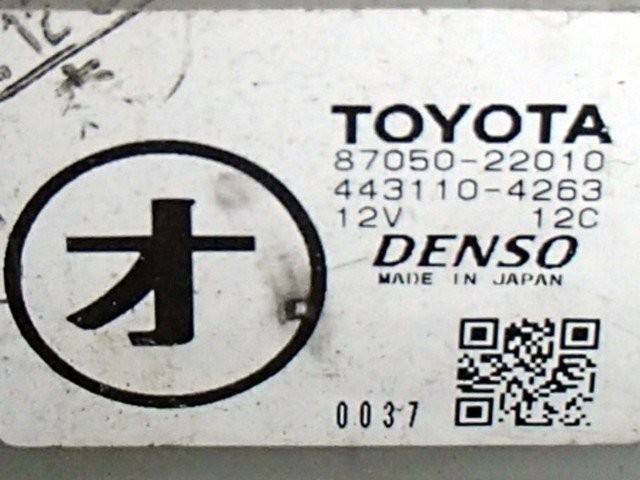 TOYOTA
87050-22010
443110-4263
12V 12C
DENSO
MADE IN JAPAN
オ
0037